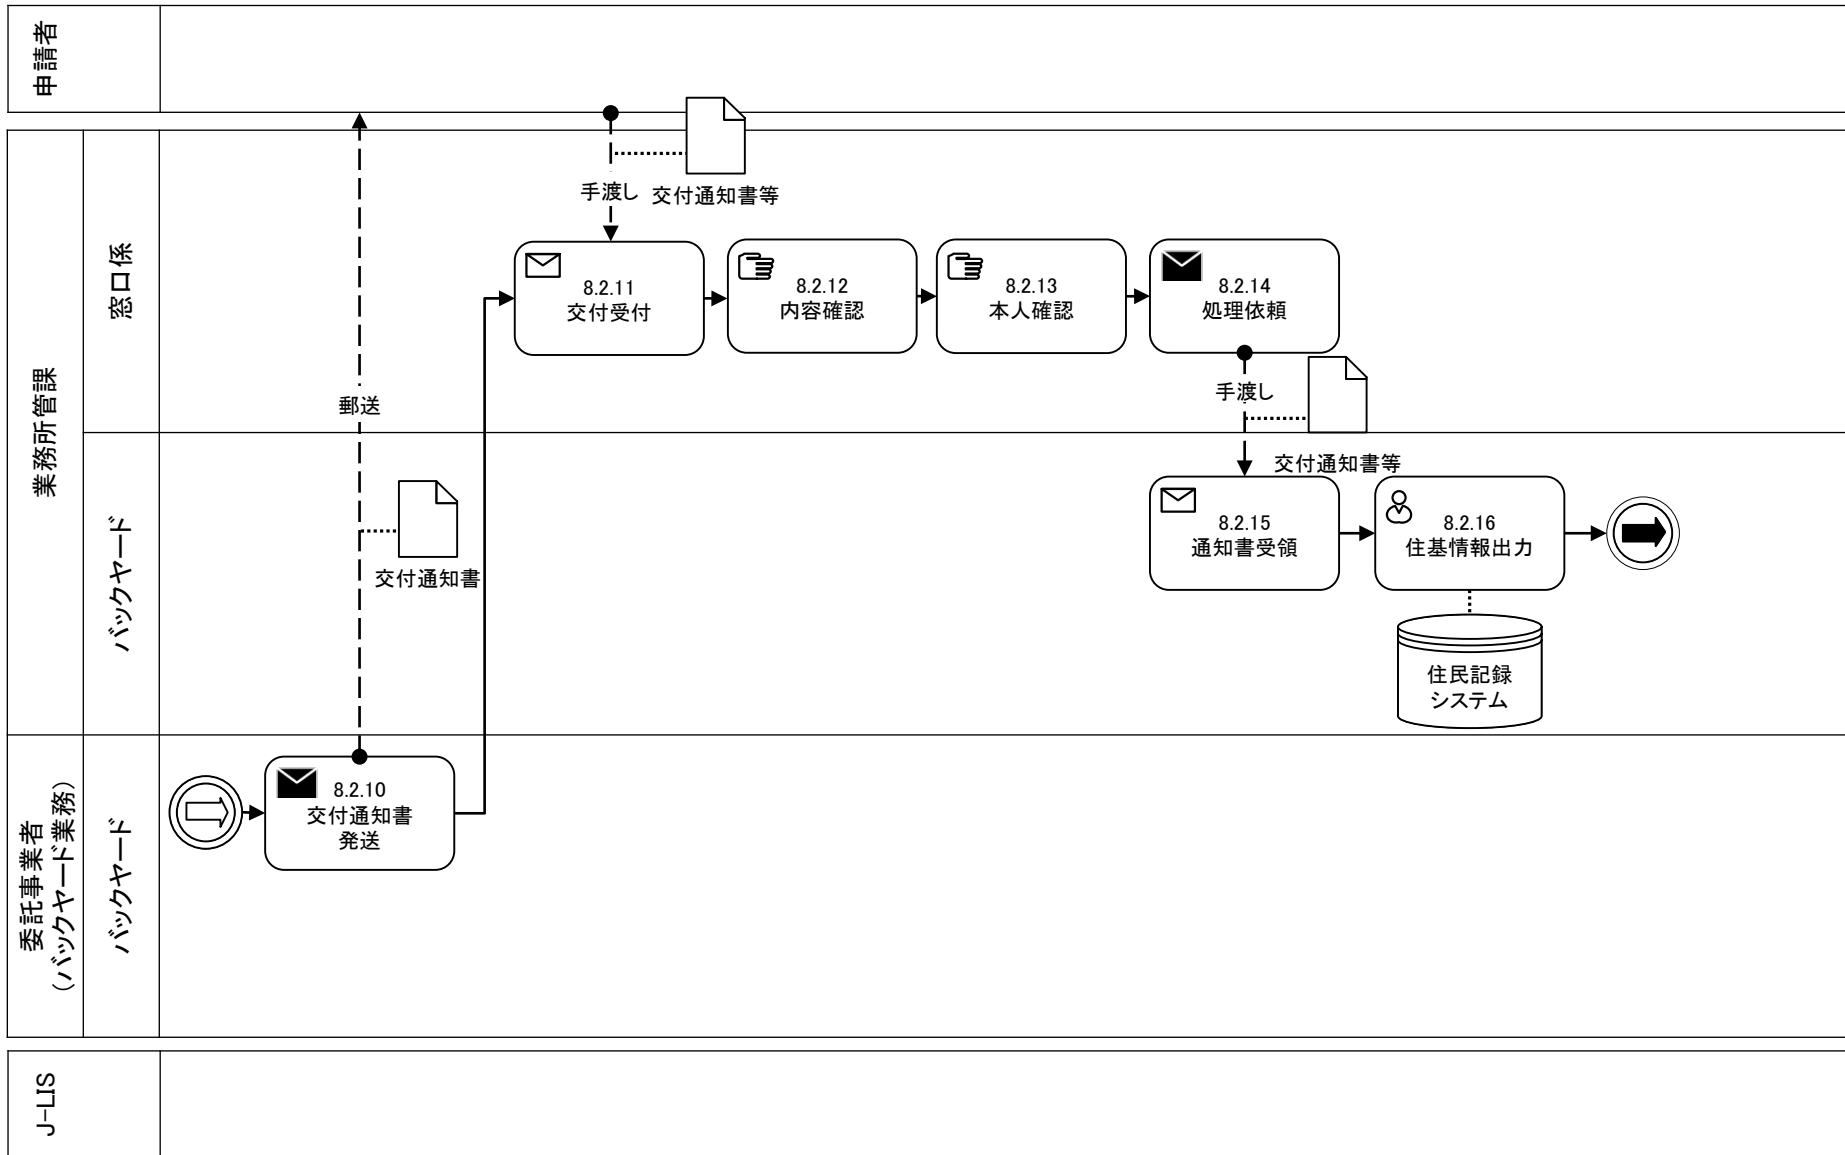 申請者
手渡し
交付通知書等
業務所管課
窓口係
8.2.11
交付受付
8.2.12
内容確認
8.2.13
本人確認
8.2.14
処理依頼
郵送
手渡し
交付通知書等
バックヤード
交付通知書
8.2.15
通知書受領
8.2.16
住基情報出力
住民記録
システム
委託事業者
（バックヤード業務）
バックヤード
8.2.10
交付通知書
発送
J-LIS